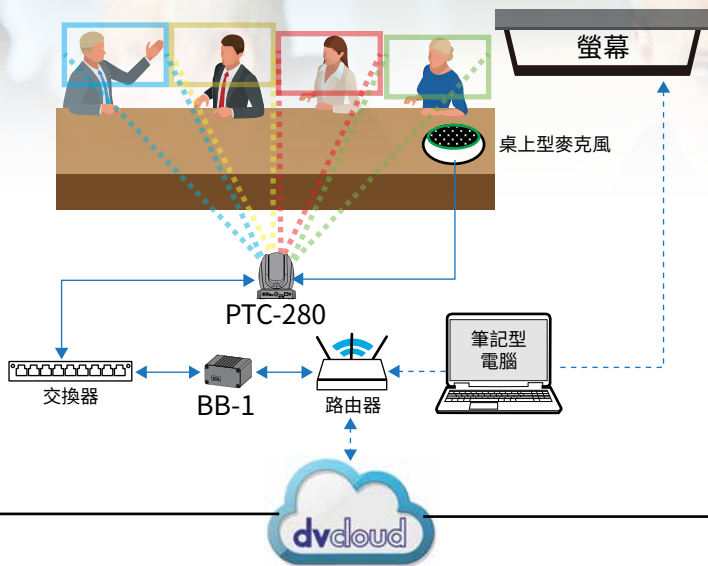 螢幕
桌上型麥克風
PTC-280
筆記型
電腦
交換器
BB-1
路由器
dvcloud